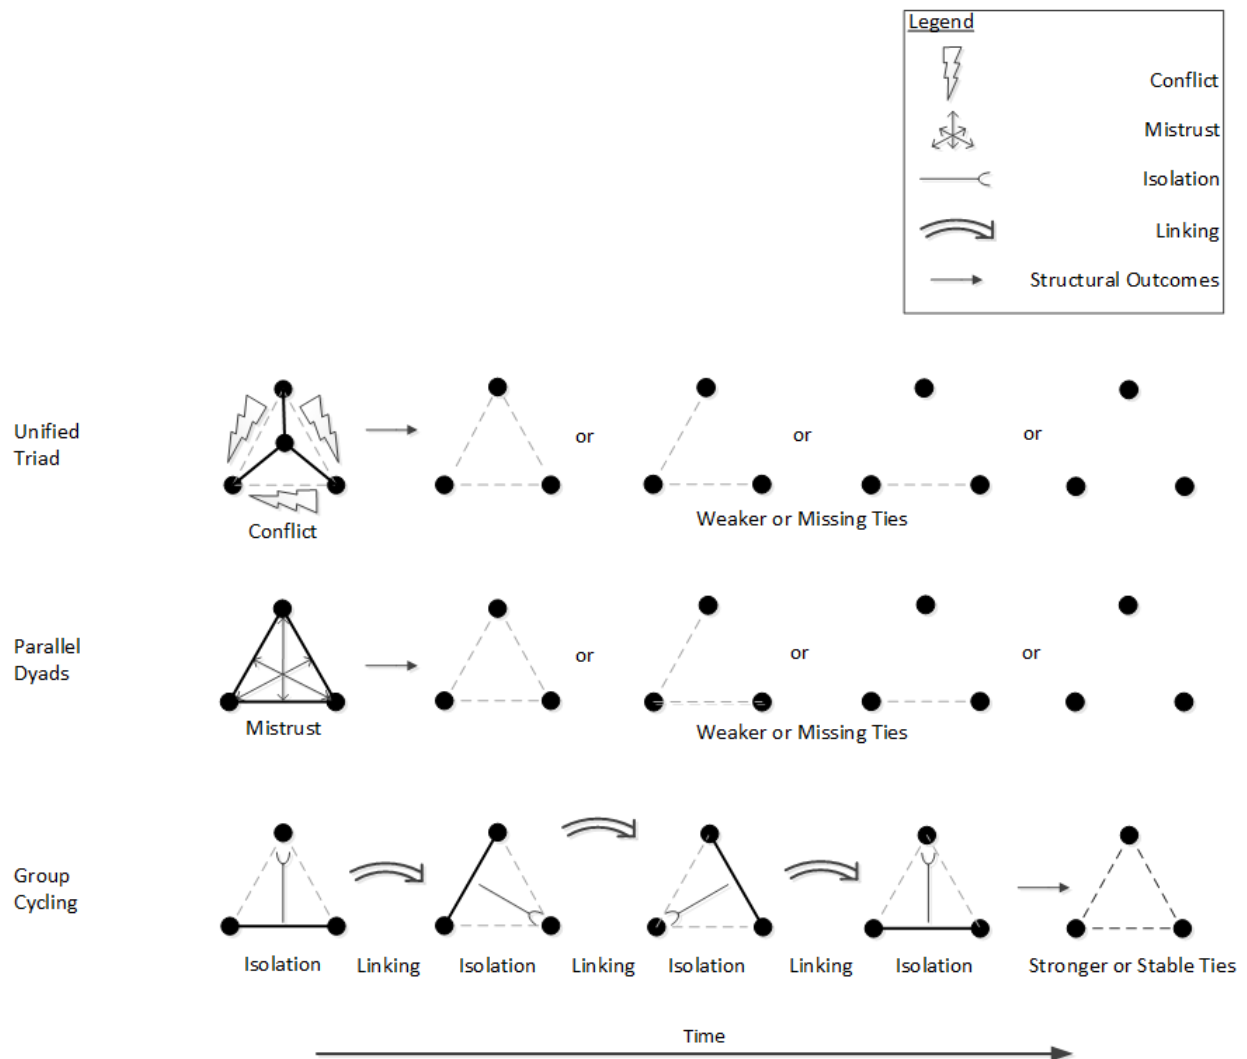 Legend
Conflict
Mistrust
Isolation
Linking
Structural Outcomes
Unified
Triad
or
or
or
Conflict
Weaker or Missing Ties
Parallel
Dyads
or
or
or
Mistrust
Weaker or Missing Ties
Group
Cycling
Isolation
Linking
Isolation
Linking
Isolation
Linking
Isolation
Stronger or Stable Ties
Time